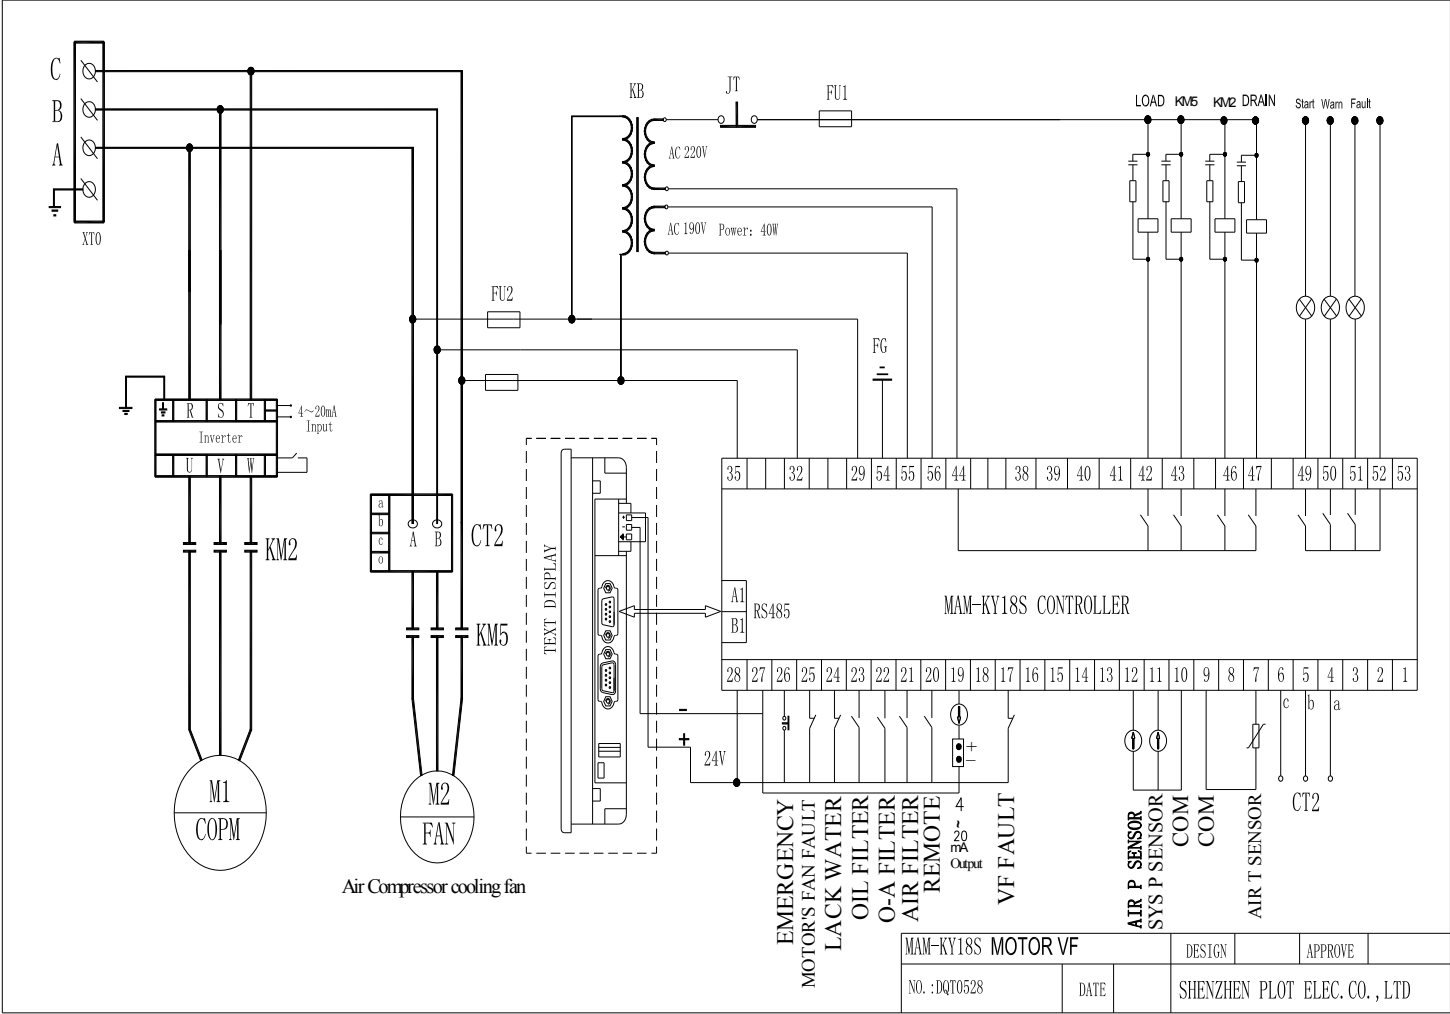 C
B
A
XT0
KB
JT
FU1
AC 220V
AC 190V Power: 40W
LOAD KM5 KM2 DRAIN Start Warn Fault
FU2
FG
R S T
4～20mA
Input
Inverter
U V W
KM2
a
b
c
o
A B
CT2
KM5
TEXT DISPLAY
+
-
35 32 29 54 55 56 44 38 39 40 41 42 43 46 47 49 50 51 52 53
A1
B1
RS485
MAM-KY18S CONTROLLER
28 27 26 25 24 23 22 21 20 19 18 17 16 15 14 13 12 11 10 9 8 7 6 5 4 3 2 1
-
+
24V
+
-
c b a
CT2
M1
COPM
M2
FAN
Air Compressor cooling fan
EMERGENCY
MOTOR'S FAN FAULT
LACK WATER
OIL FILTER
O-A FILTER
AIR FILTER
REMOTE
4
~
20
mA
Output
VF FAULT
AIR P SENSOR
SYS P SENSOR
COM
COM
AIR T SENSOR
MAM-KY18S MOTOR VF DESIGN APPROVE
NO.:DQT0528 DATE SHENZHEN PLOT ELEC.CO.,LTD